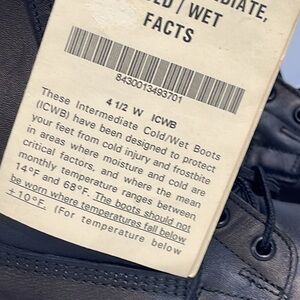 DIATE,
LD / WET
FACTS
8430013493701
4 1/2 W ICWB
These Intermediate Cold/Wet Boots
(ICWB) have been designed to protect
your feet from cold injury and frostbite
in areas where moisture and cold are
critical factors, and where the mean
monthly temperature ranges between
14°F and 68°F. The boots should not
be worn where temperatures fall below
+10°F. (For temperature below